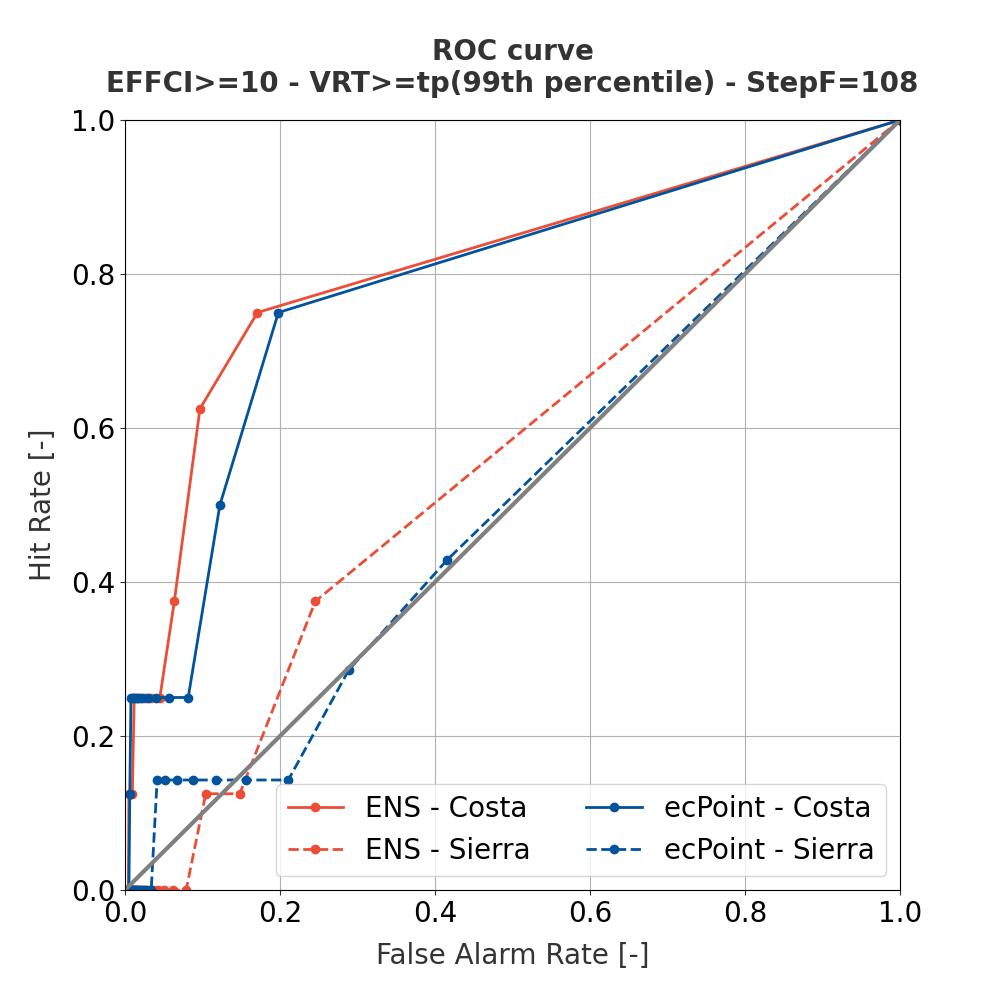 ROC curve
EFFCI>=10 - VRT>=tp(99th percentile) - StepF=108
1.0
0.8
0.6
0.4
0.2
0.0
Hit Rate [-]
ENS - Costa
ecPoint - Costa
ENS - Sierra
ecPoint - Sierra
0.0 0.2 0.4 0.6 0.8 1.0
False Alarm Rate [-]